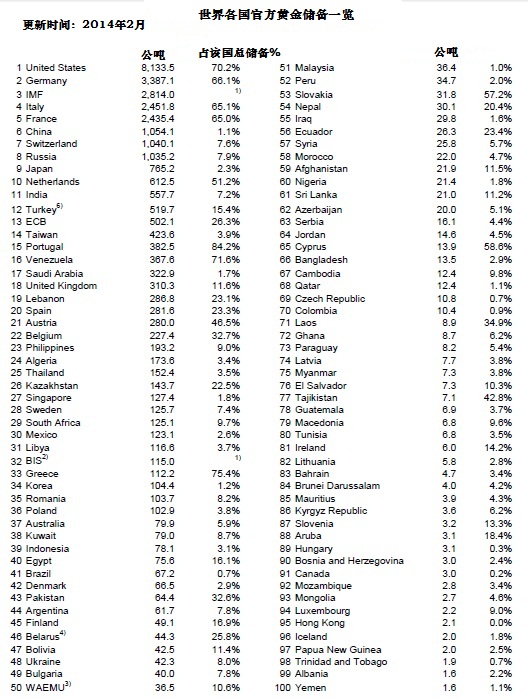 世界各国官方黄金储备一览
更新时间：2014年2月
公吨 占该国总储备% 公吨
1 United States 8,133.5 70.2% 51 Malaysia 36.4 1.0%
2 Germany 3,387.1 66.1% 52 Peru 34.7 2.0%
3 IMF 2,814.0 1) 53 Slovakia 31.8 57.2%
4 Italy 2,451.8 65.1% 54 Nepal 30.1 20.4%
5 France 2,435.4 65.0% 55 Iraq 29.8 1.6%
6 China 1,054.1 1.1% 56 Ecuador 26.3 23.4%
7 Switzerland 1,040.1 7.6% 57 Syria 25.8 5.7%
8 Russia 1,035.2 7.9% 58 Morocco 22.0 4.7%
9 Japan 765.2 2.3% 59 Afghanistan 21.9 11.5%
10 Netherlands 612.5 51.2% 60 Nigeria 21.4 1.8%
11 India 557.7 7.2% 61 Sri Lanka 21.0 11.2%
12 Turkey5) 519.7 15.4% 62 Azerbaijan 20.0 5.1%
13 ECB 502.1 26.3% 63 Serbia 16.1 4.4%
14 Taiwan 423.6 3.9% 64 Jordan 14.6 4.5%
15 Portugal 382.5 84.2% 65 Cyprus 13.9 58.6%
16 Venezuela 367.6 71.6% 66 Bangladesh 13.5 2.9%
17 Saudi Arabia 322.9 1.7% 67 Cambodia 12.4 9.8%
18 United Kingdom 310.3 11.6% 68 Qatar 12.4 1.1%
19 Lebanon 286.8 23.1% 69 Czech Republic 10.8 0.7%
20 Spain 281.6 23.3% 70 Colombia 10.4 0.9%
21 Austria 280.0 46.5% 71 Laos 8.9 34.9%
22 Belgium 227.4 32.7% 72 Ghana 8.7 6.2%
23 Philippines 193.2 9.0% 73 Paraguay 8.2 5.4%
24 Algeria 173.6 3.4% 74 Latvia 7.7 3.8%
25 Thailand 152.4 3.5% 75 Myanmar 7.3 3.8%
26 Kazakhstan 143.7 22.5% 76 El Salvador 7.3 10.3%
27 Singapore 127.4 1.8% 77 Tajikistan 7.1 42.8%
28 Sweden 125.7 7.4% 78 Guatemala 6.9 3.7%
29 South Africa 125.1 9.7% 79 Macedonia 6.8 9.6%
30 Mexico 123.1 2.6% 80 Tunisia 6.8 3.5%
31 Libya 116.6 3.7% 81 Ireland 6.0 14.2%
32 BIS2) 115.0 1) 82 Lithuania 5.8 2.8%
33 Greece 112.2 75.4% 83 Bahrain 4.7 3.4%
34 Korea 104.4 1.2% 84 Brunei Darussalam 4.0 4.2%
35 Romania 103.7 8.2% 85 Mauritius 3.9 4.3%
36 Poland 102.9 3.8% 86 Kyrgyz Republic 3.6 6.2%
37 Australia 79.9 5.9% 87 Slovenia 3.2 13.3%
38 Kuwait 79.0 8.7% 88 Aruba 3.1 18.4%
39 Indonesia 78.1 3.1% 89 Hungary 3.1 0.3%
40 Egypt 75.6 16.1% 90 Bosnia and Herzegovina 3.0 2.4%
41 Brazil 67.2 0.7% 91 Canada 3.0 0.2%
42 Denmark 66.5 2.9% 92 Mozambique 2.8 3.4%
43 Pakistan 64.4 32.6% 93 Mongolia 2.7 4.6%
44 Argentina 61.7 7.8% 94 Luxembourg 2.2 9.0%
45 Finland 49.1 16.9% 95 Hong Kong 2.1 0.0%
46 Belarus4) 44.3 25.8% 96 Iceland 2.0 1.8%
47 Bolivia 42.5 11.4% 97 Papua New Guinea 2.0 2.5%
48 Ukraine 42.3 8.0% 98 Trinidad and Tobago 1.9 0.7%
49 Bulgaria 40.0 7.8% 99 Albania 1.6 2.2%
50 WAEMU3) 36.5 10.6% 100 Yemen 1.6 1.1%